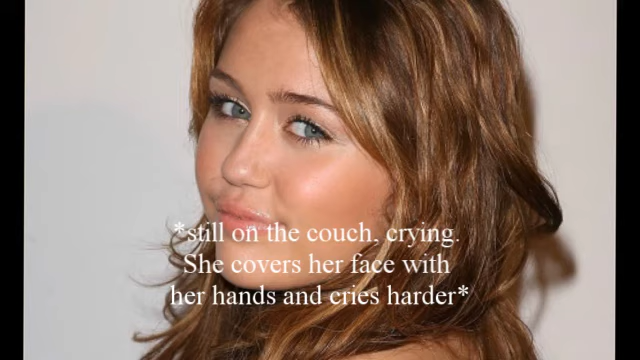 *still on the couch, crying.
She covers her face with
her hands and cries harder*